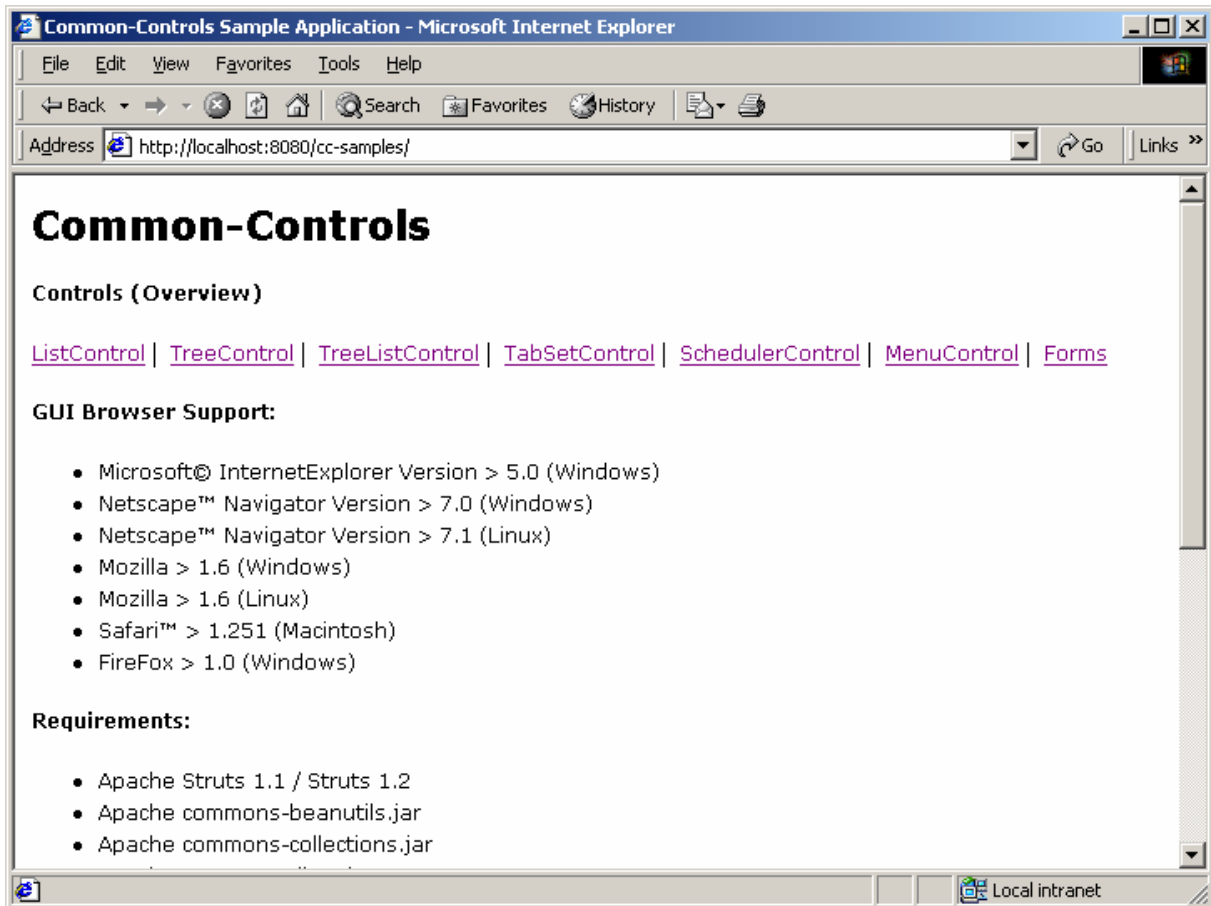 Common-Controls Sample Application - Microsoft Internet Explorer
File Edit View Favorites Tools Help
Back Search Favorites History
Address http://localhost:8080/cc-samples/ Go Links »
Common-Controls
Controls (Overview)
ListControl | TreeControl | TreeListControl | TabSetControl | SchedulerControl | MenuControl | Forms
GUI Browser Support:
• Microsoft© InternetExplorer Version > 5.0 (Windows)
• Netscape™ Navigator Version > 7.0 (Windows)
• Netscape™ Navigator Version > 7.1 (Linux)
• Mozilla > 1.6 (Windows)
• Mozilla > 1.6 (Linux)
• Safari™ > 1.251 (Macintosh)
• FireFox > 1.0 (Windows)
Requirements:
• Apache Struts 1.1 / Struts 1.2
• Apache commons-beanutils.jar
• Apache commons-collections.jar
Local intranet